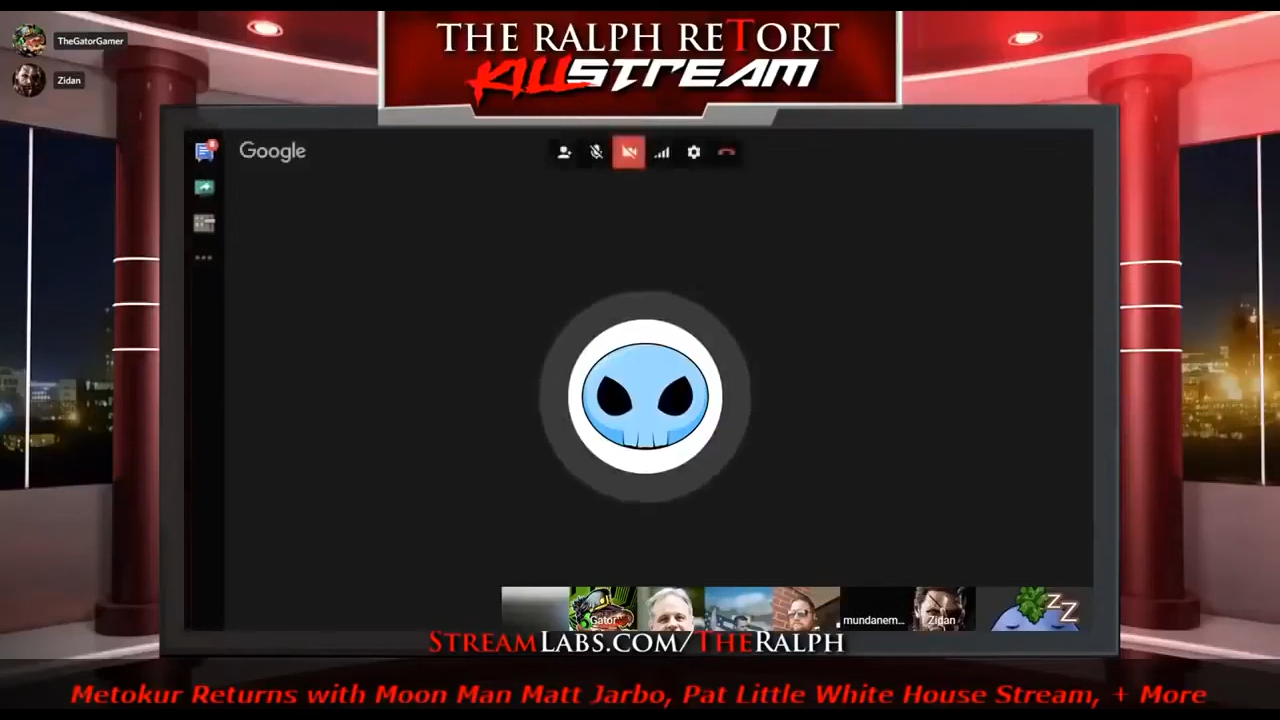 TheGatorGamer
Zidan
THE RALPH RETORT
KILLSTREAM
8
Google
Gator
mundanem...
Zidan
Z
Z
STREAMLABS.COM/THERALPH
Metokur Returns with Moon Man Matt Jarbo, Pat Little White House Stream, + More